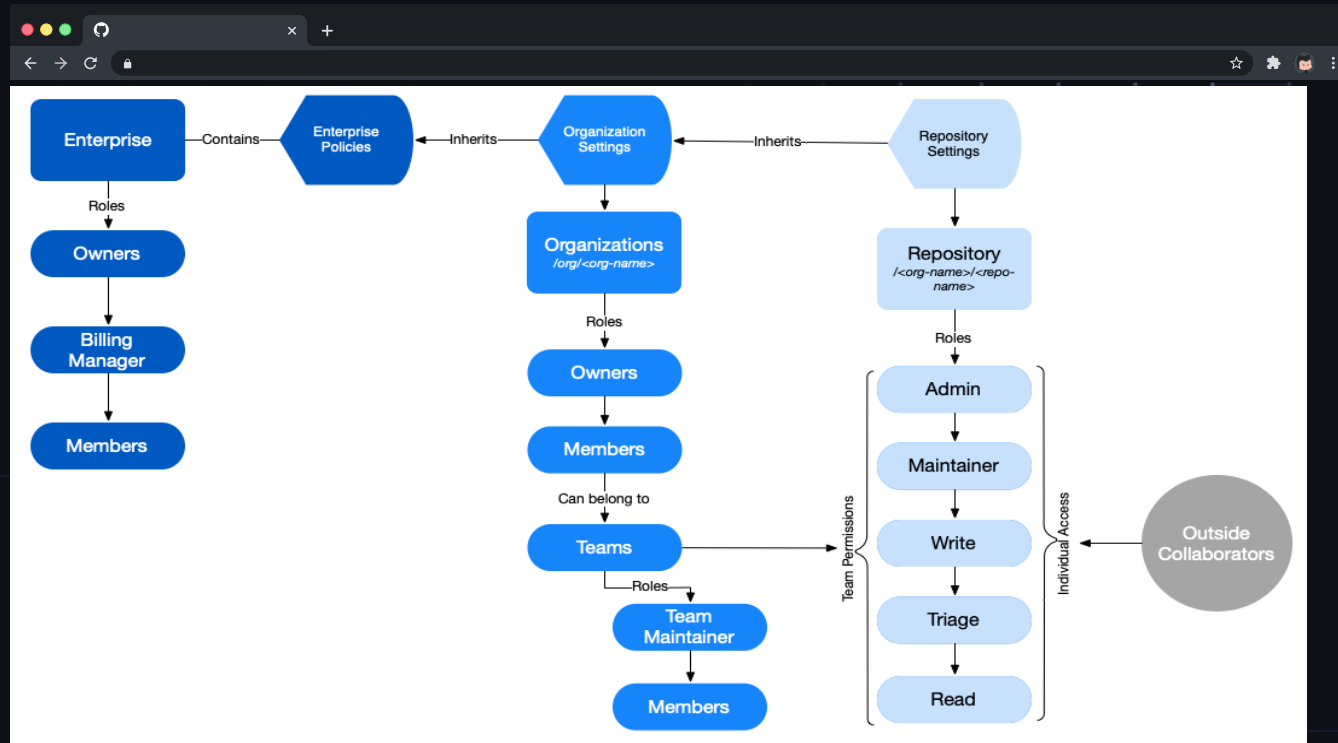 Enterprise
Contains
Enterprise
Policies
Inherits
Organization
Settings
Inherits
Repository
Settings
Roles
Owners
Billing
Manager
Members
Organizations
/org/<org-name>
Roles
Owners
Members
Can belong to
Teams
Roles
Team
Maintainer
Members
Repository
/<org-name>/<repo-
name>
Roles
Admin
Maintainer
Write
Triage
Read
Team Permissions
Individual Access
Outside
Collaborators